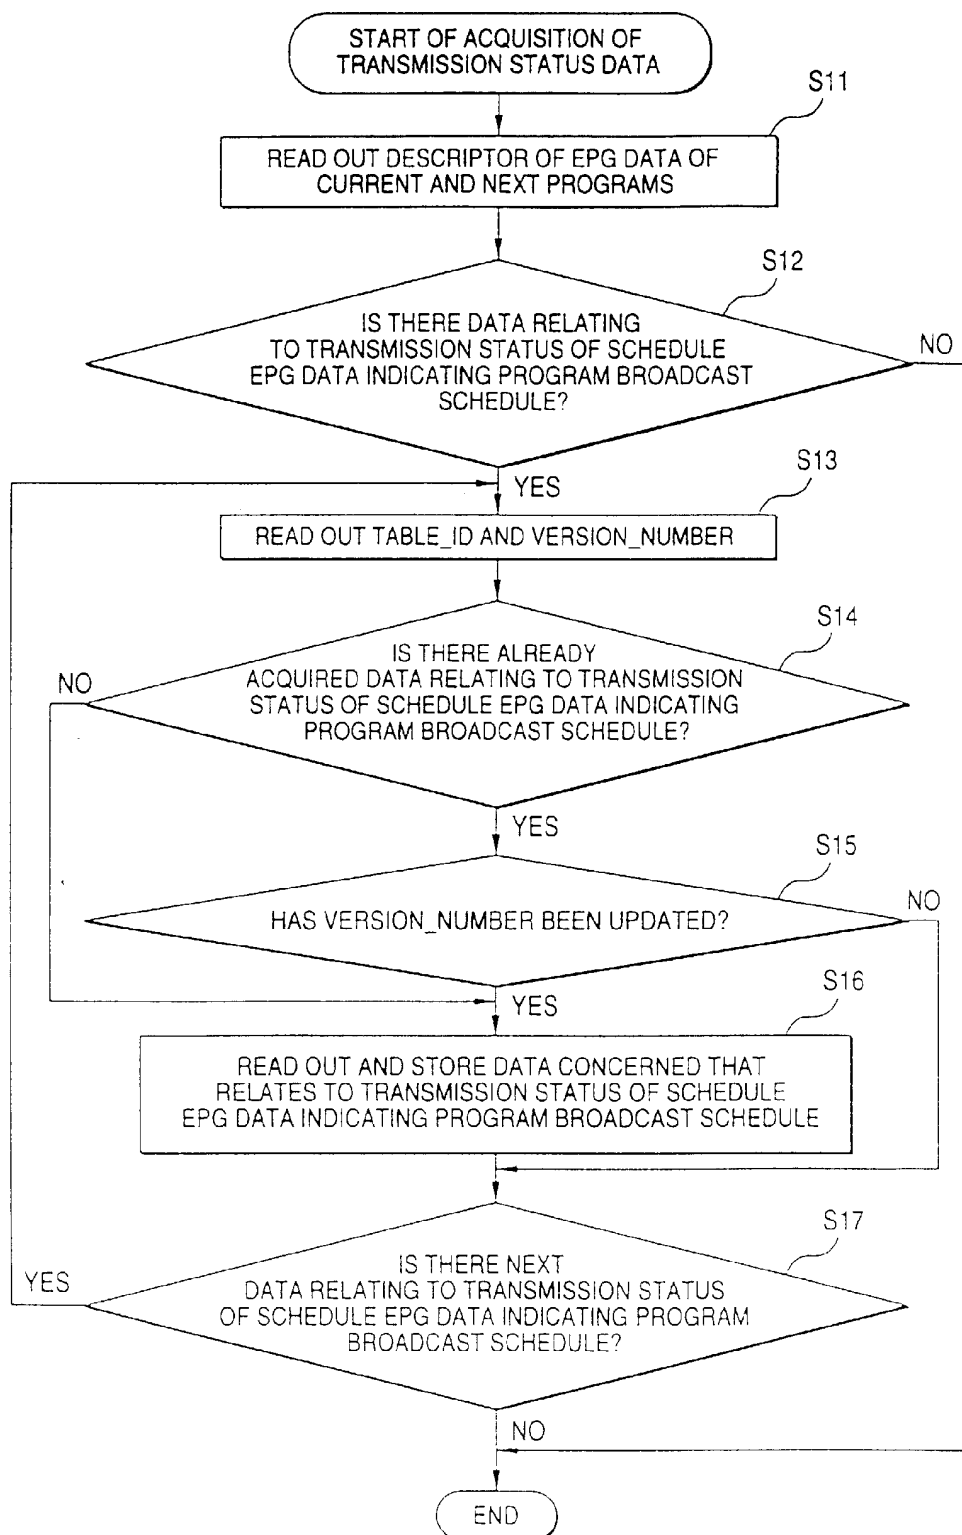 START OF ACQUISITION OF
TRANSMISSION STATUS DATA
S11
READ OUT DESCRIPTOR OF EPG DATA OF
CURRENT AND NEXT PROGRAMS
S12
IS THERE DATA RELATING
TO TRANSMISSION STATUS OF SCHEDULE
EPG DATA INDICATING PROGRAM BROADCAST
SCHEDULE?
NO
YES
S13
READ OUT TABLE_ID AND VERSION_NUMBER
S14
IS THERE ALREADY
ACQUIRED DATA RELATING TO TRANSMISSION
STATUS OF SCHEDULE EPG DATA INDICATING
PROGRAM BROADCAST SCHEDULE?
NO
YES
S15
HAS VERSION_NUMBER BEEN UPDATED?
NO
YES
S16
READ OUT AND STORE DATA CONCERNED THAT
RELATES TO TRANSMISSION STATUS OF SCHEDULE
EPG DATA INDICATING PROGRAM BROADCAST SCHEDULE
S17
IS THERE NEXT
DATA RELATING TO TRANSMISSION STATUS
OF SCHEDULE EPG DATA INDICATING PROGRAM
BROADCAST SCHEDULE?
YES
NO
END